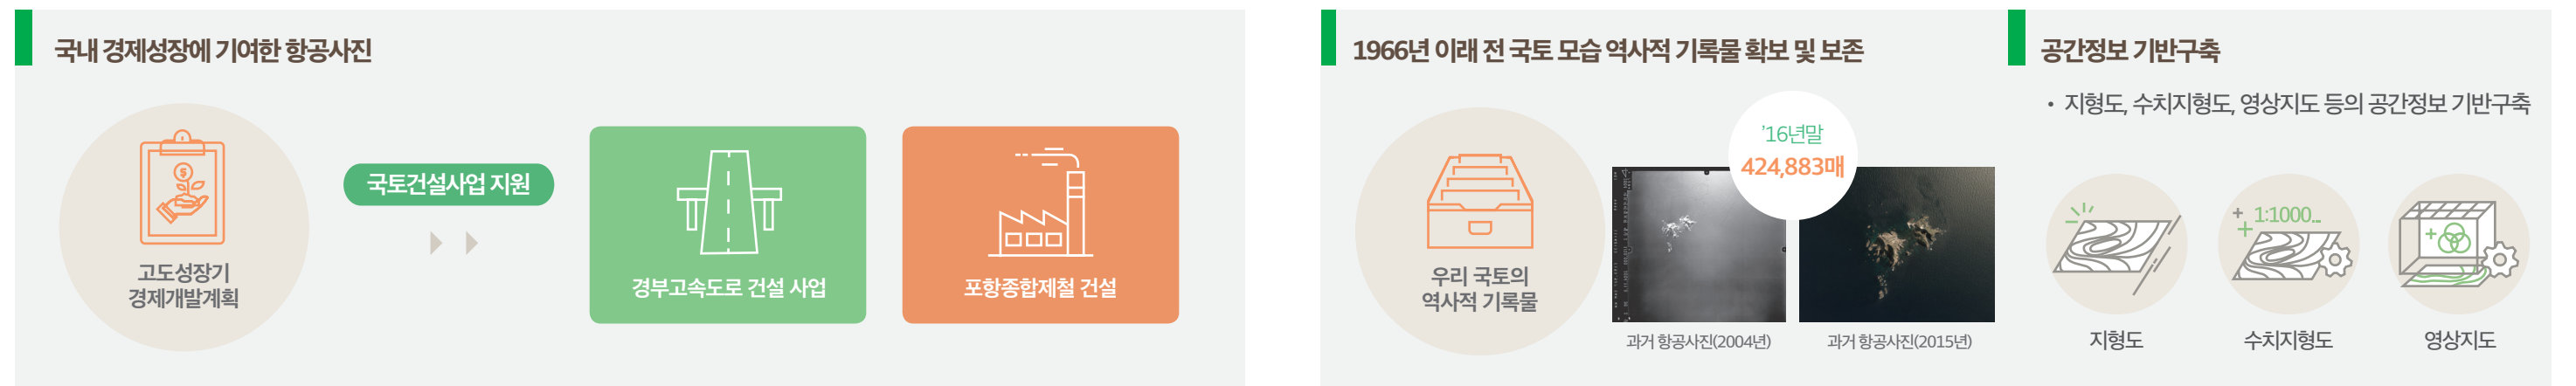 국내 경제성장에 기여한 항공사진
고도성장기
경제개발계획
국토건설사업 지원
경부고속도로 건설 사업
포항종합제철 건설
1966년 이래 전 국토 모습 역사적 기록물 확보 및 보존
우리 국토의
역사적 기록물
'16년말
424,883매
과거 항공사진(2004년)
과거 항공사진(2015년)
공간정보 기반구축
• 지형도, 수치지형도, 영상지도 등의 공간정보 기반구축
지형도
1:1000...
수치지형도
영상지도